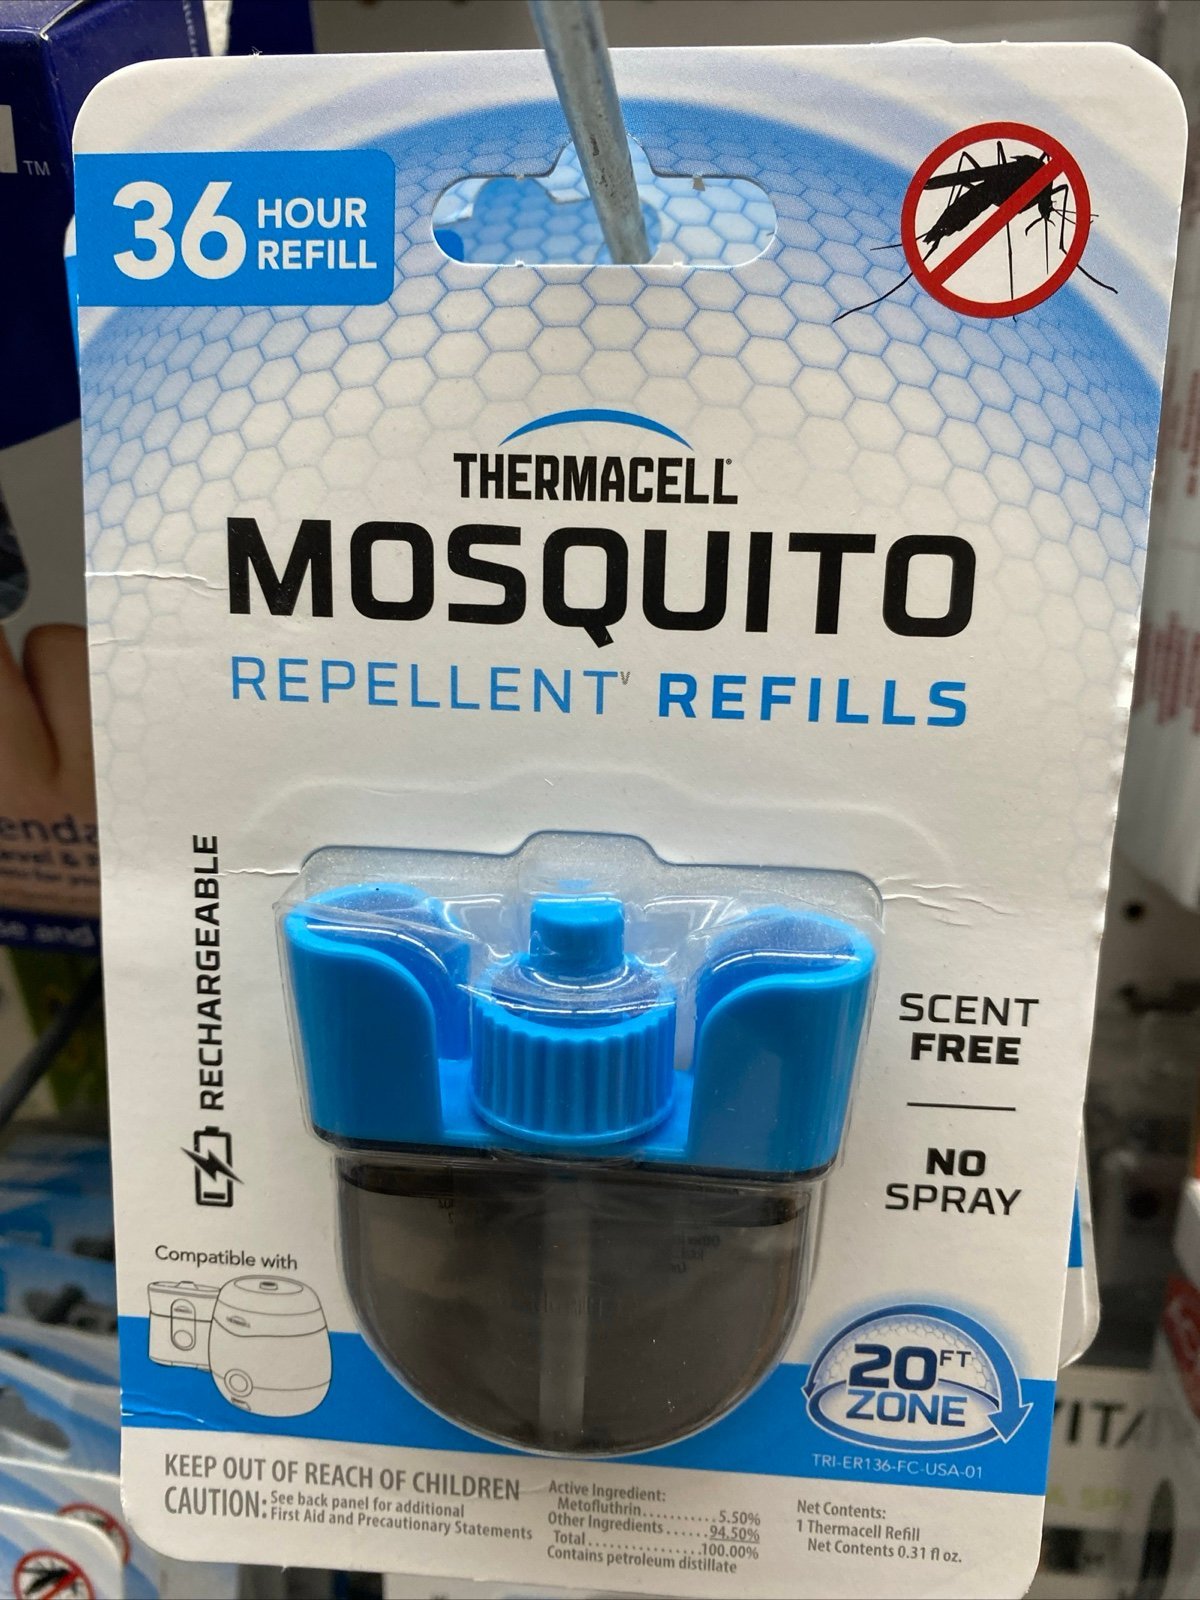 TM
36 HOUR
REFILL
THERMACELL®
MOSQUITO
REPELLENT REFILLS
RECHARGEABLE
SCENT
FREE
NO
SPRAY
Compatible with
20 FT
ZONE
TRI-ER136-FC-USA-01
KEEP OUT OF REACH OF CHILDREN
CAUTION: See back panel for additional
First Aid and Precautionary Statements
Active Ingredient:
Metofluthrin..........5.50%
Other Ingredients......94.50%
Total................100.00%
Contains petroleum distillate
Net Contents:
1 Thermacell Refill
Net Contents 0.31 fl oz.